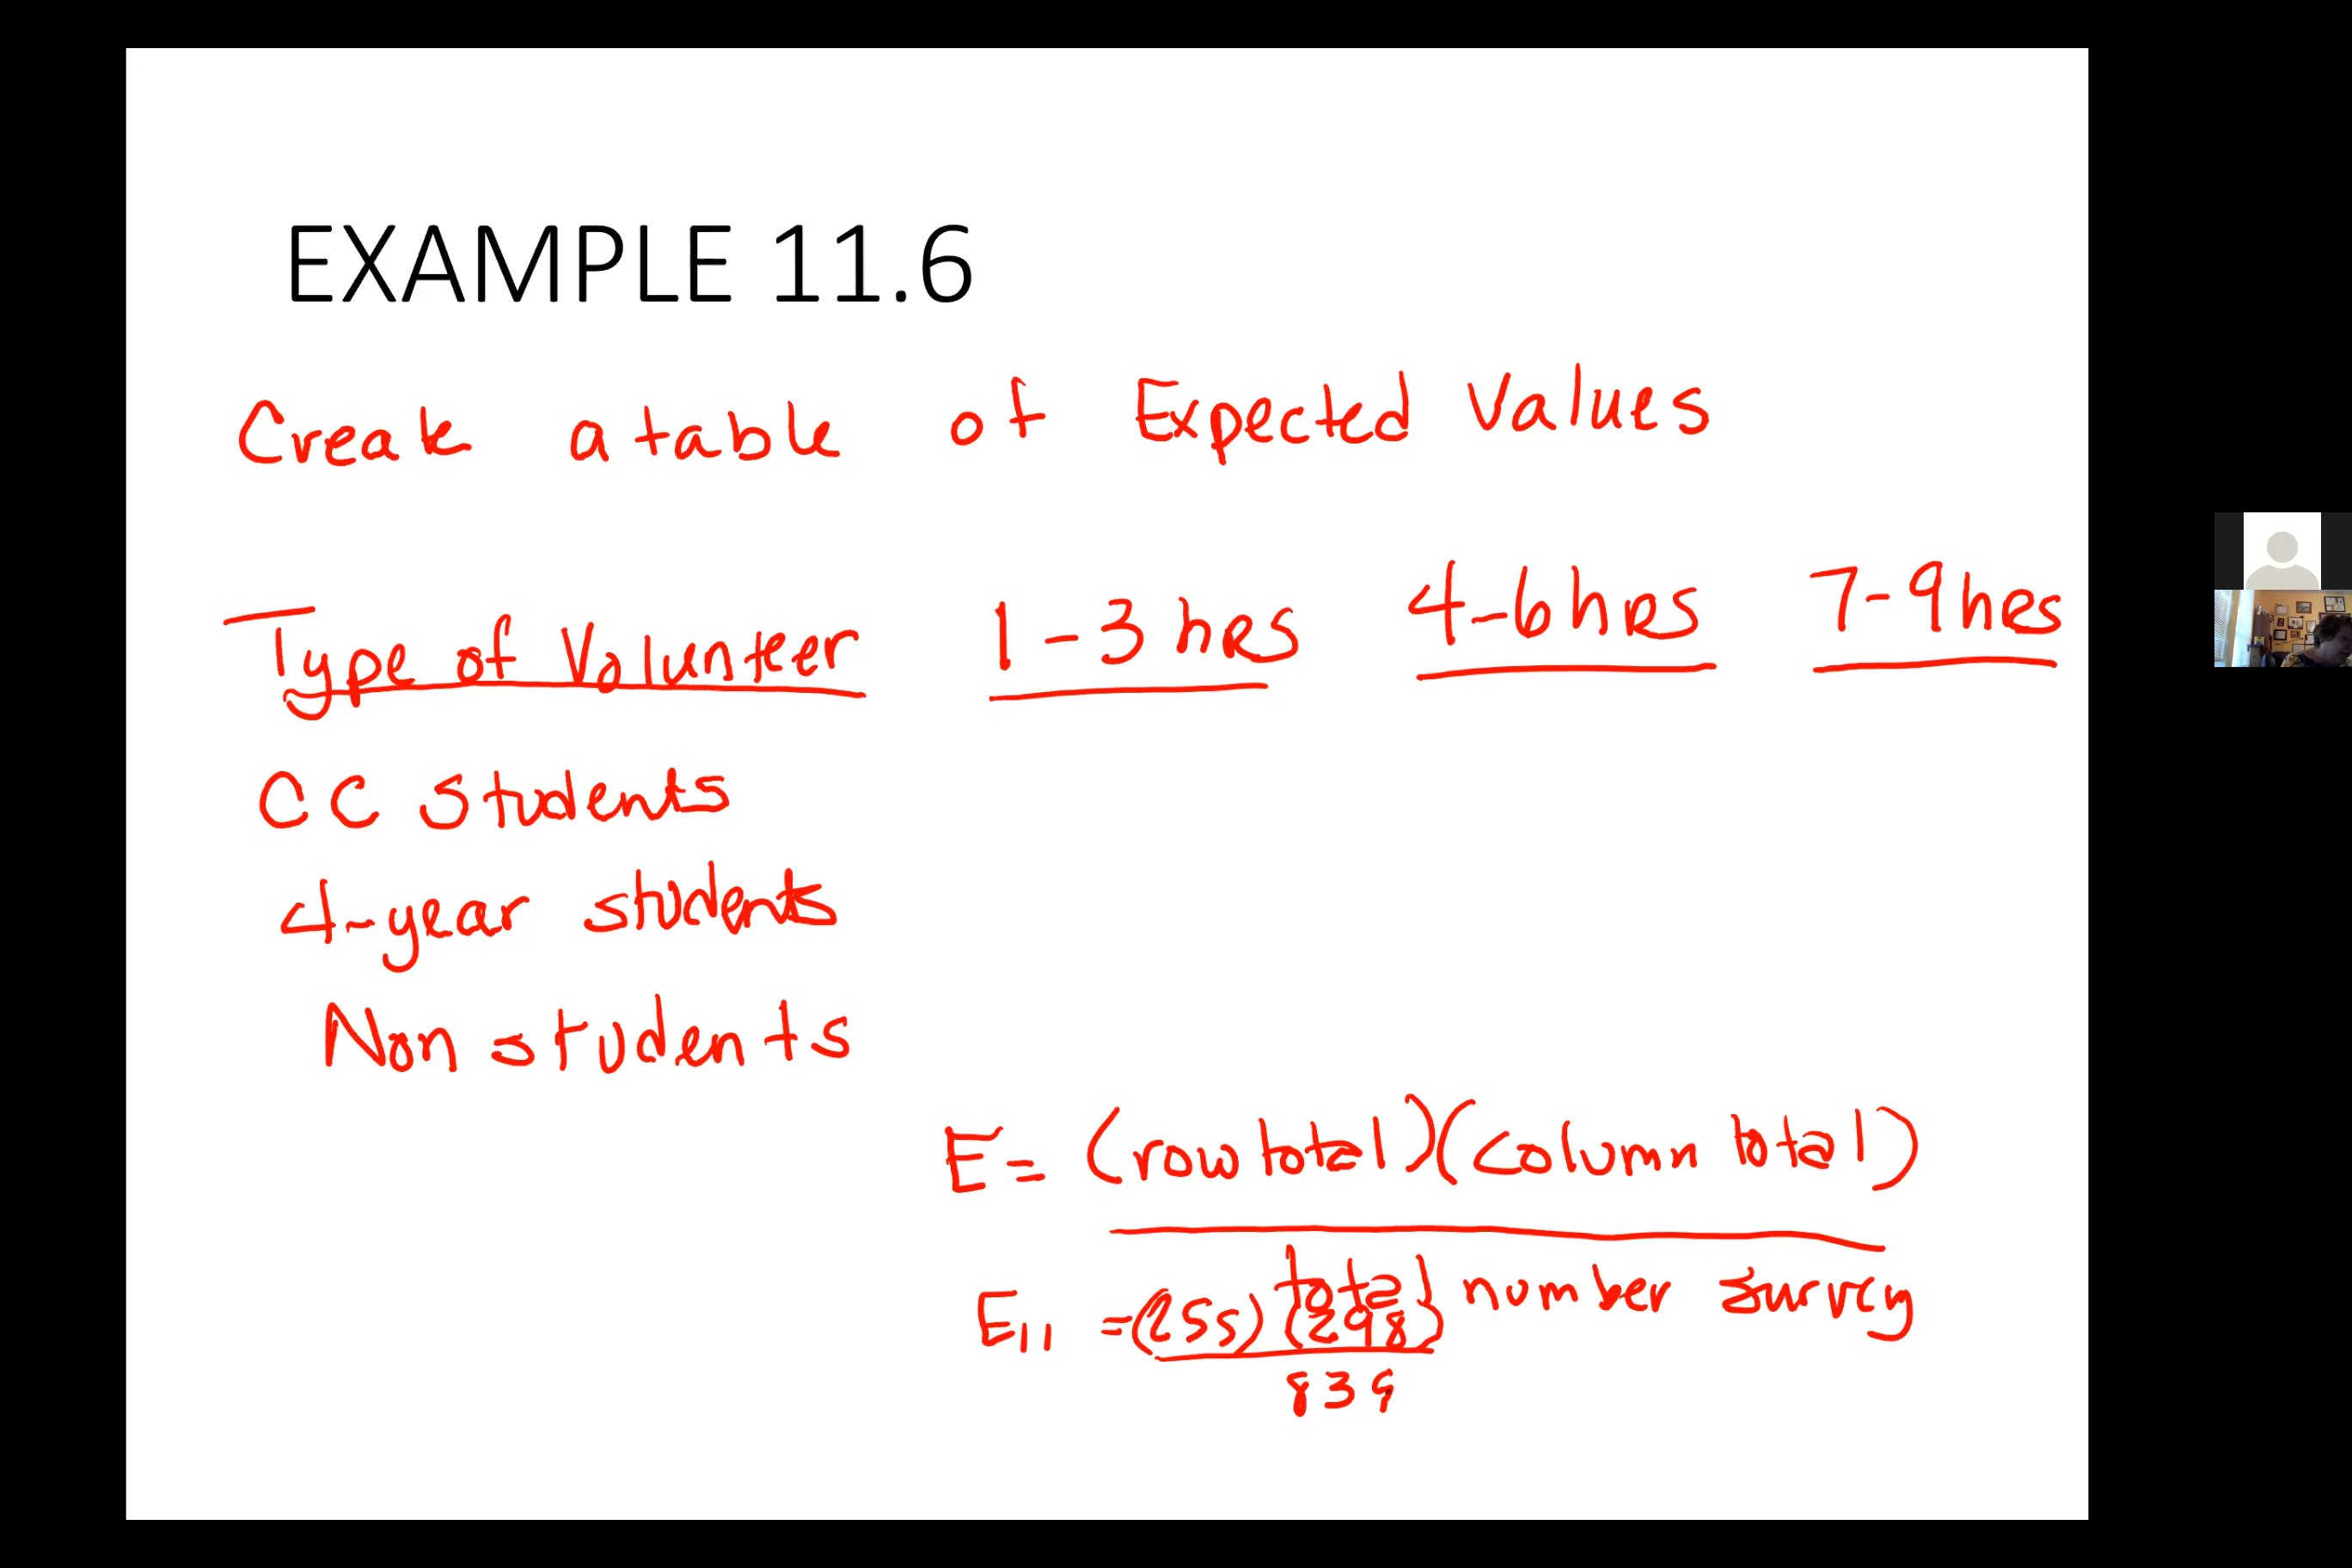 EXAMPLE 11.6
Create a table of Expected Values
Type of Volunteer 1-3 hrs 4-6 hrs 7-9 hrs
CC students
4-year students
Non students
E = (row total)(column total)
total number survey
E11 = (255)(298)
839